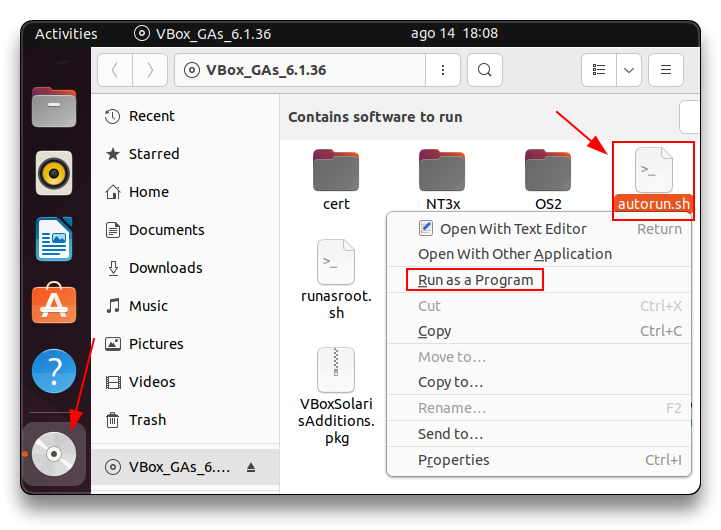 Activities
VBox_GAs_6.1.36
ago 14 18:08
VBox_GAs_6.1.36
Recent
Starred
Home
Documents
Downloads
Music
Pictures
Videos
Trash
VBox_GAs_6....
Contains software to run
cert
NT3x
OS2
autorun.sh
runasroot.
sh
VBoxSolari
sAdditions.
pkg
Open With Text Editor Return
Open With Other Application
Run as a Program
Cut Ctrl+X
Copy Ctrl+C
Move to...
Copy to...
Rename... F2
Send to...
Properties Ctrl+I